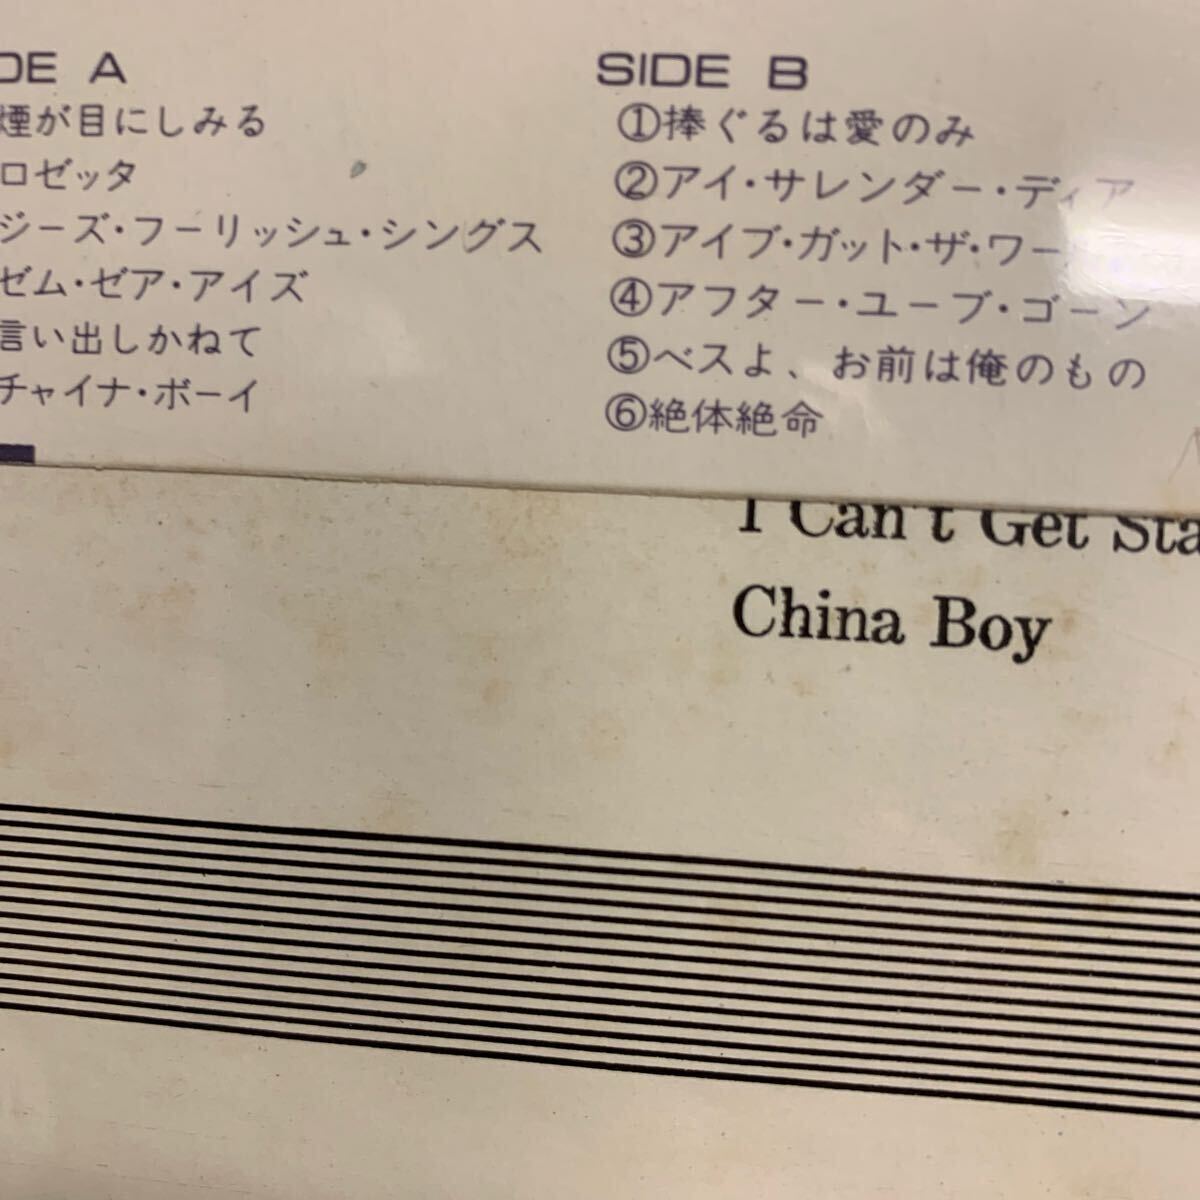 DE A
煙が目にしみる
ロゼッタ
ジーズ・フーリッシュ・シングス
ゼム・ゼア・アイズ
言い出しかねて
チャイナ・ボーイ
SIDE B
①捧ぐるは愛のみ
②アイ・サレンダー・ディア
③アイブ・ガット・ザ・ワー
④アフター・ユーブ・ゴーン
⑤ベスよ、お前は俺のもの
⑥絶体絶命
I Can't Get Sta
China Boy